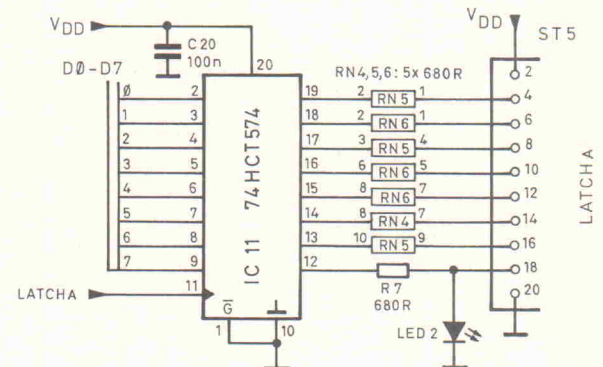 VDD
C 20
100n
DØ-D7
20
Ø 2
1 3
2 4
3 5
4 6
5 7
6 8
7 9
LATCHA 11
IC 11 74HCT574
G
1 10
RN4,5,6: 5x 680R
19 2 RN5 1
18 2 RN6 1
17 3 RN5 4
16 6 RN6 5
15 8 RN6 7
14 8 RN4 7
13 10 RN5 9
12
R7
680R
LED 2
VDD
ST5
2
4
6
8
10
12
14
16
18
20
LATCHA